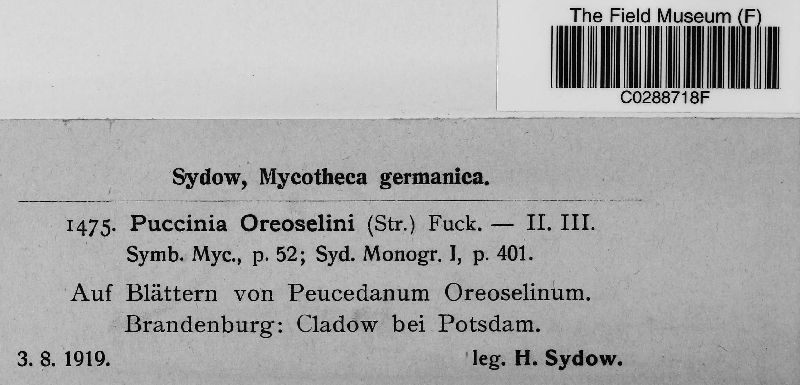 The Field Museum (F)
C0288718F
Sydow, Mycotheca germanica.
1475. Puccinia Oreoselini (Str.) Fuck. — II. III.
Symb. Myc., p. 52; Syd. Monogr. I, p. 401.
Auf Blättern von Peucedanum Oreoselinum.
Brandenburg: Cladow bei Potsdam.
3. 8. 1919. leg. H. Sydow.